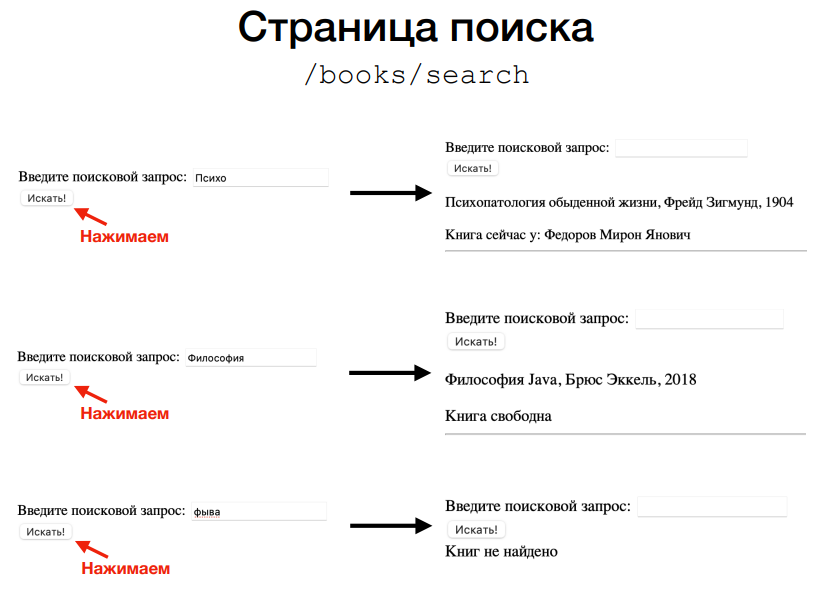 Страница поиска
/books/search
Введите поисковой запрос: Психо
Искать!
Нажимаем
Введите поисковой запрос:
Искать!
Психопатология обыденной жизни, Фрейд Зигмунд, 1904
Книга сейчас у: Федоров Мирон Янович
Введите поисковой запрос: Философия
Искать!
Нажимаем
Введите поисковой запрос:
Искать!
Философия Java, Брюс Эккель, 2018
Книга свободна
Введите поисковой запрос: фыва
Искать!
Нажимаем
Введите поисковой запрос:
Искать!
Книг не найдено